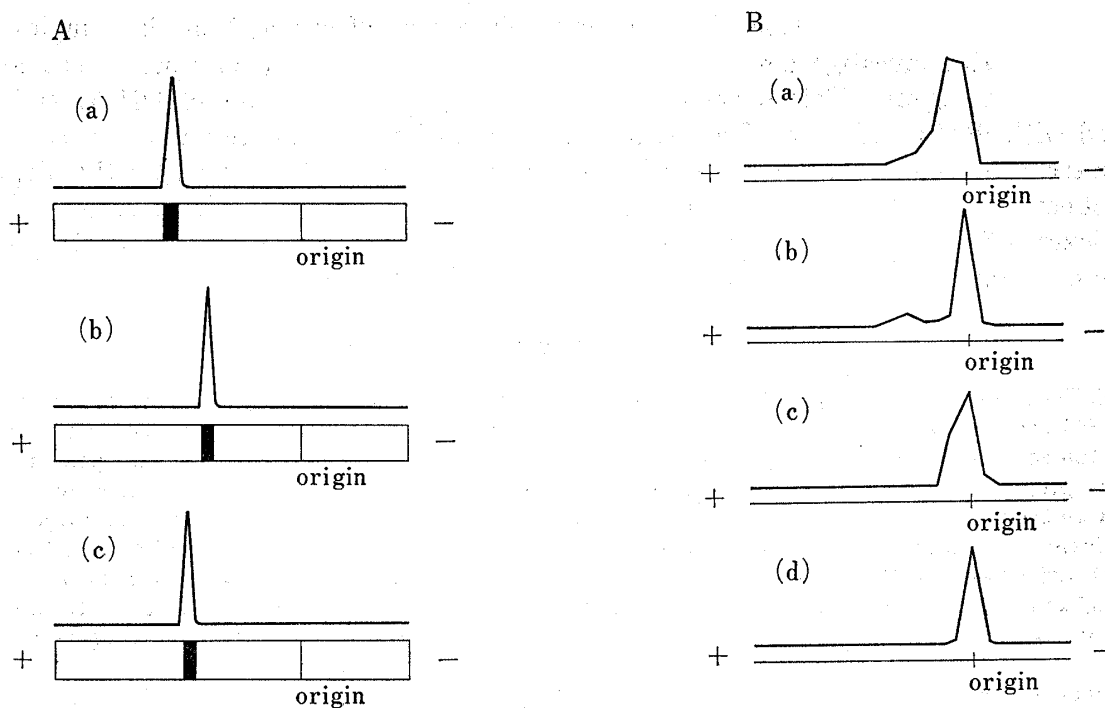 A
(a)
+ −
origin
(b)
+ −
origin
(c)
+ −
origin
B
(a)
+ −
origin
(b)
+ −
origin
(c)
+ −
origin
(d)
+ −
origin